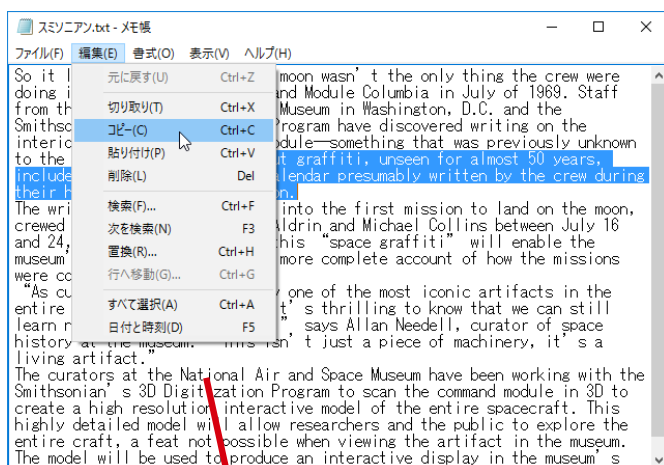 スミソニアン.txt - メモ帳
ファイル(F) 編集(E) 書式(O) 表示(V) ヘルプ(H)
元に戻す(U) Ctrl+Z
切り取り(T) Ctrl+X
コピー(C) Ctrl+C
貼り付け(P) Ctrl+V
削除(L) Del
検索(F)... Ctrl+F
次を検索(N) F3
置換(R)... Ctrl+H
行へ移動(G)... Ctrl+G
すべて選択(A) Ctrl+A
日付と時刻(D) F5
So it moon wasn't the only thing the crew were
doing and Module Columbia in July of 1969. Staff
from Museum in Washington, D.C. and the
Program have discovered writing on the
something that was previously unknown
to the graffiti, unseen for almost 50 years,
include presumably written by the crew during
their
The into the first mission to land on the moon,
crewed Aldrin and Michael Collins between July 16
and 24, this “space graffiti” will enable the
museum' more complete account of how the missions
were
“As one of the most iconic artifacts in the
entire t's thrilling to know that we can still
learn ” says Allan Needell, curator of space
history at the museum. “This isn't just a piece of machinery, it's a
living artifact.”
The curators at the National Air and Space Museum have been working with the
Smithsonian's 3D Digitization Program to scan the command module in 3D to
create a high resolution interactive model of the entire spacecraft. This
highly detailed model will allow researchers and the public to explore the
entire craft, a feat not possible when viewing the artifact in the museum.
The model will be used to produce an interactive display in the museum's